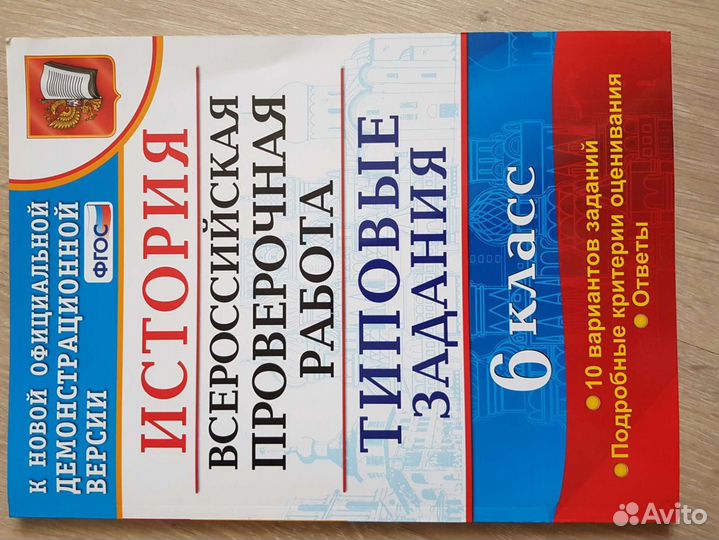 К НОВОЙ ОФИЦИАЛЬНОЙ
ДЕМОНСТРАЦИОННОЙ
ВЕРСИИ
ФГОС
ИСТОРИЯ
ВСЕРОССИЙСКАЯ
ПРОВЕРОЧНАЯ
РАБОТА
ТИПОВЫЕ
ЗАДАНИЯ
6 класс
• 10 вариантов заданий
• Подробные критерии оценивания
• Ответы
Avito